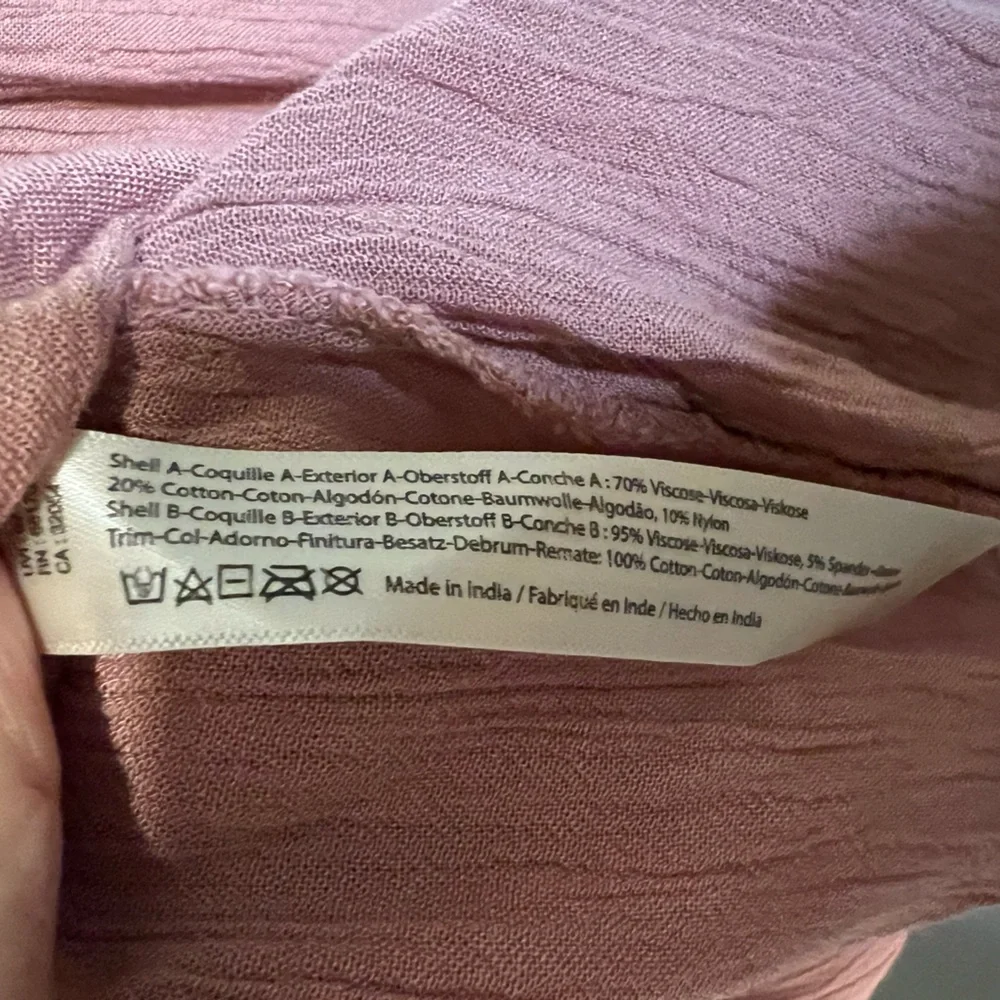 Shell A-Coquille A-Exterior A-Oberstoff A-Conche A: 70% Viscose-Viscosa-Viskose
20% Cotton-Coton-Algodón-Cotone-Baumwolle-Algodão, 10% Nylon
Shell B-Coquille B-Exterior B-Oberstoff B-Conche B: 95% Viscose-Viscosa-Viskose, 5% Spandex
Trim-Col-Adorno-Finitura-Besatz-Debrum-Remate: 100% Cotton-Coton-Algodón-Cotone
Made in India / Fabriqué en Inde / Hecho en India
RN
CA :